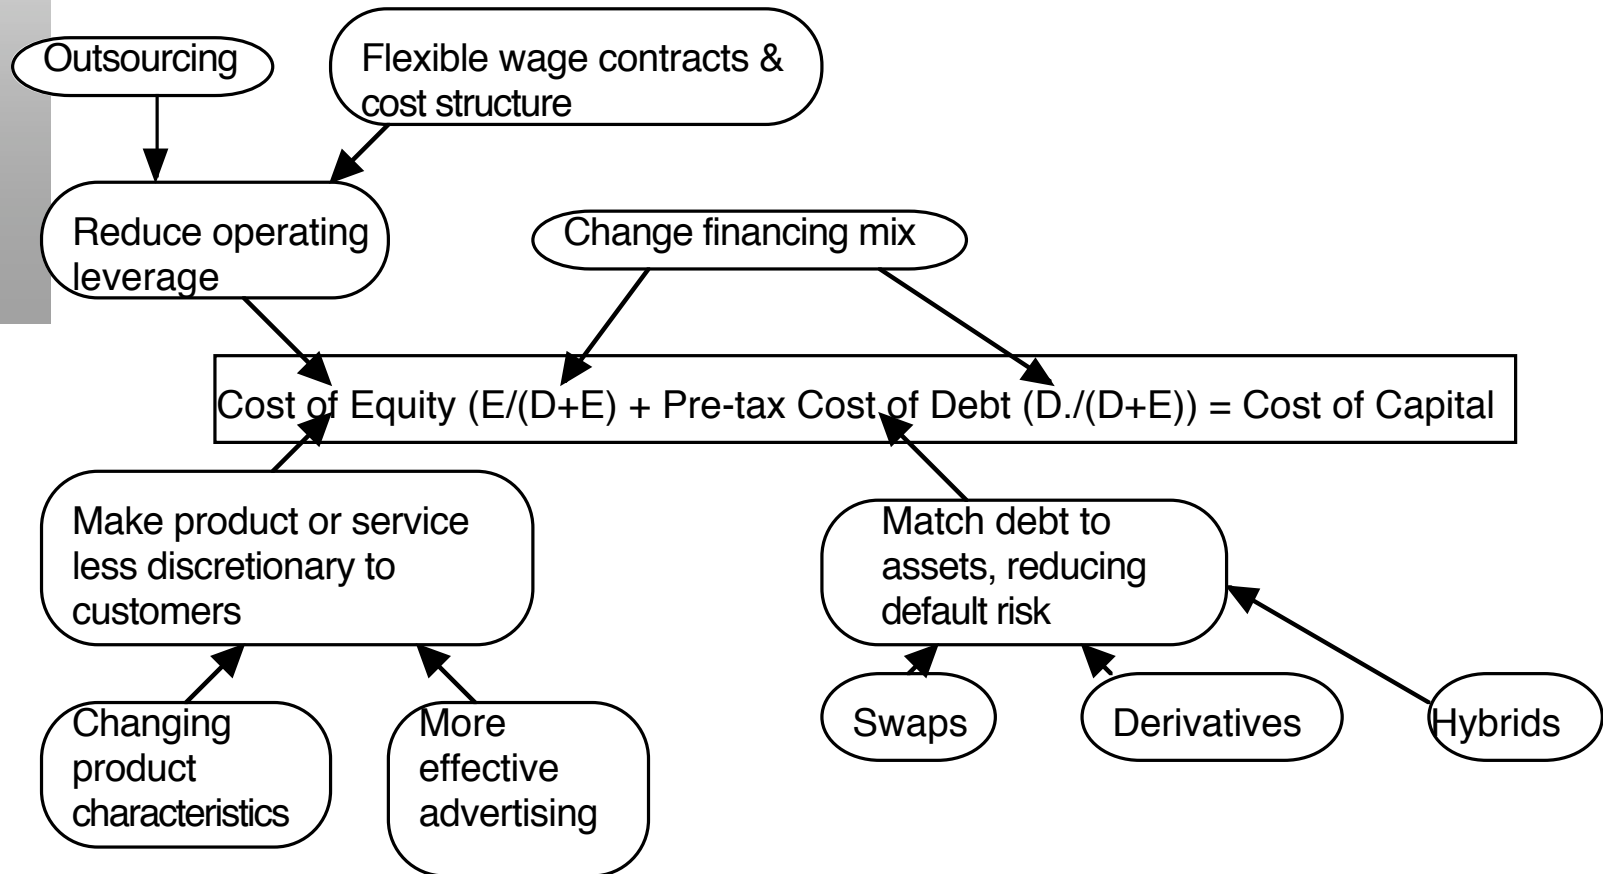 Outsourcing
Flexible wage contracts &
cost structure
Reduce operating
leverage
Change financing mix
Cost of Equity (E/(D+E) + Pre-tax Cost of Debt (D./(D+E)) = Cost of Capital
Make product or service
less discretionary to
customers
Match debt to
assets, reducing
default risk
Changing
product
characteristics
More
effective
advertising
Swaps
Derivatives
Hybrids